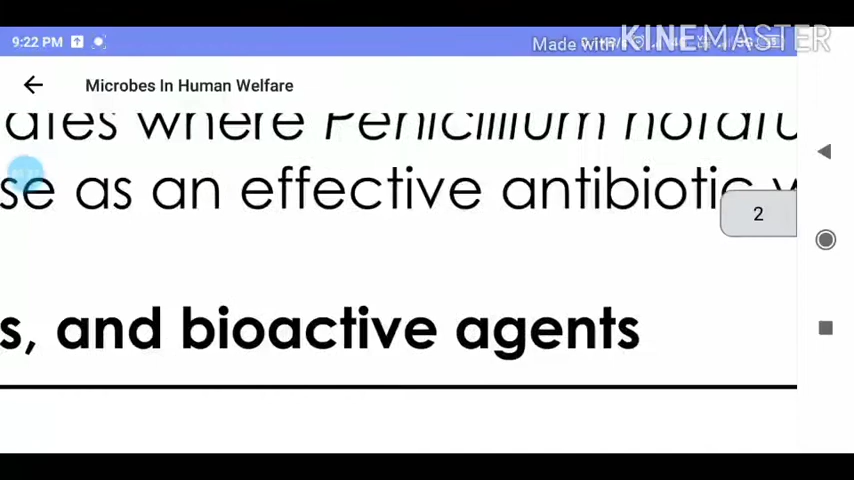 9:22 PM
Made with KINEMASTER
Microbes In Human Welfare
ates where Penicillium notatu
se as an effective antibiotic
2
s, and bioactive agents